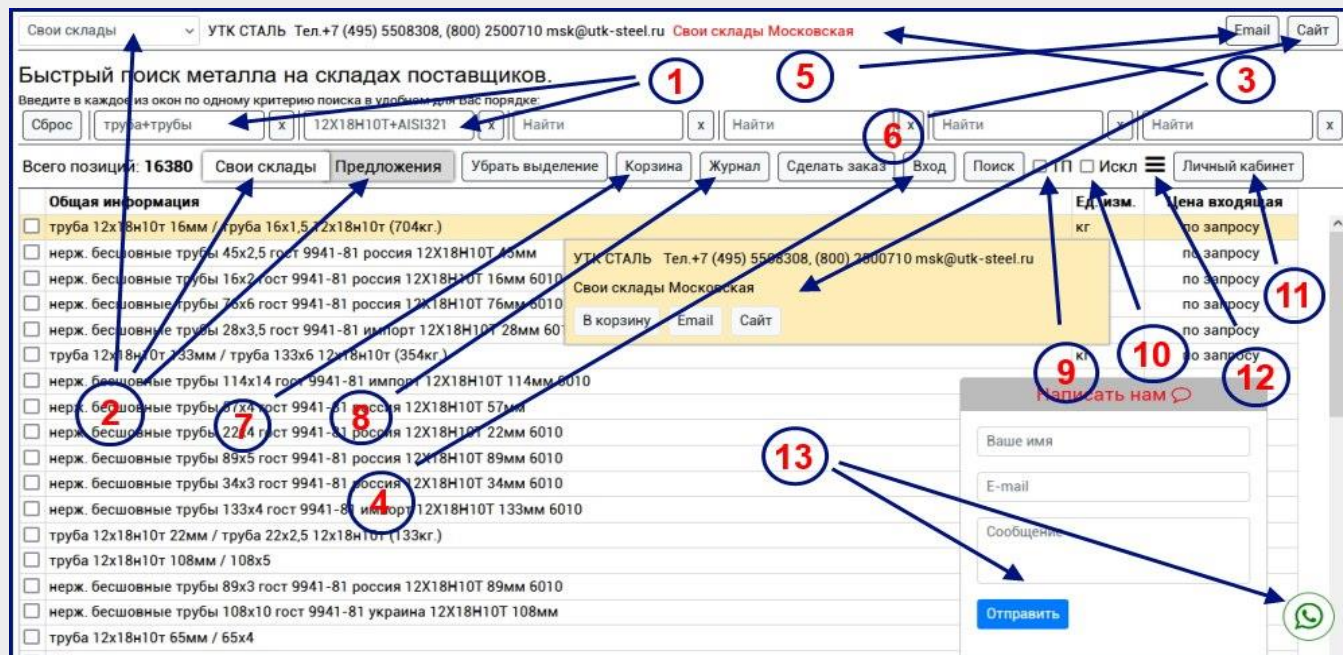 Свои склады УТК СТАЛЬ Тел.+7 (495) 5508308, (800) 2500710 msk@utk-steel.ru Свои склады Московская Email Сайт
Быстрый поиск металла на складах поставщиков.
1 5 3
Введите в каждое из окон по одному критерию поиска в удобном для Вас порядке:
Сброс труба+трубы x 12Х18Н10Т+AISI321 x Найти x Найти x Найти x Найти x
6
Всего позиций: 16380 Свои склады Предложения Убрать выделение Корзина Журнал Сделать заказ Вход Поиск ТП Искл Личный кабинет
Общая информация Ед. изм. Цена входящая
труба 12х18н10т 16мм / труба 16х1,5 12х18н10т (704кг.) кг по запросу
нерж. бесшовные трубы 45х2,5 гост 9941-81 россия 12Х18Н10Т 45мм по запросу
УТК СТАЛЬ Тел.+7 (495) 5508308, (800) 2500710 msk@utk-steel.ru
нерж. бесшовные трубы 16х2 гост 9941-81 россия 12Х18Н10Т 16мм 6010 по запросу
Свои склады Московская
нерж. бесшовные трубы 76х6 гост 9941-81 россия 12Х18Н10Т 76мм 6010 по запросу
11
В корзину Email Сайт
нерж. бесшовные трубы 28х3,5 гост 9941-81 импорт 12Х18Н10Т 28мм 601 по запросу
труба 12х18н10т 133мм / труба 133х6 12х18н10т (354кг.) кг по запросу
9 10 12
нерж. бесшовные трубы 114х14 гост 9941-81 импорт 12Х18Н10Т 114мм 6010
Написать нам
нерж. бесшовные трубы 57х4 гост 9941-81 россия 12Х18Н10Т 57мм
2 7 8
нерж. бесшовные трубы 22х4 гост 9941-81 россия 12Х18Н10Т 22мм 6010
Ваше имя
нерж. бесшовные трубы 89х5 гост 9941-81 россия 12Х18Н10Т 89мм 6010
13
нерж. бесшовные трубы 34х3 гост 9941-81 россия 12Х18Н10Т 34мм 6010
E-mail
4
нерж. бесшовные трубы 133х4 гост 9941-81 импорт 12Х18Н10Т 133мм 6010
труба 12х18н10т 22мм / труба 22х2,5 12х18н10т (133кг.)
Сообщение
труба 12х18н10т 108мм / 108х5
нерж. бесшовные трубы 89х3 гост 9941-81 россия 12Х18Н10Т 89мм 6010
нерж. бесшовные трубы 108х10 гост 9941-81 украина 12Х18Н10Т 108мм
Отправить
труба 12х18н10т 65мм / 65х4